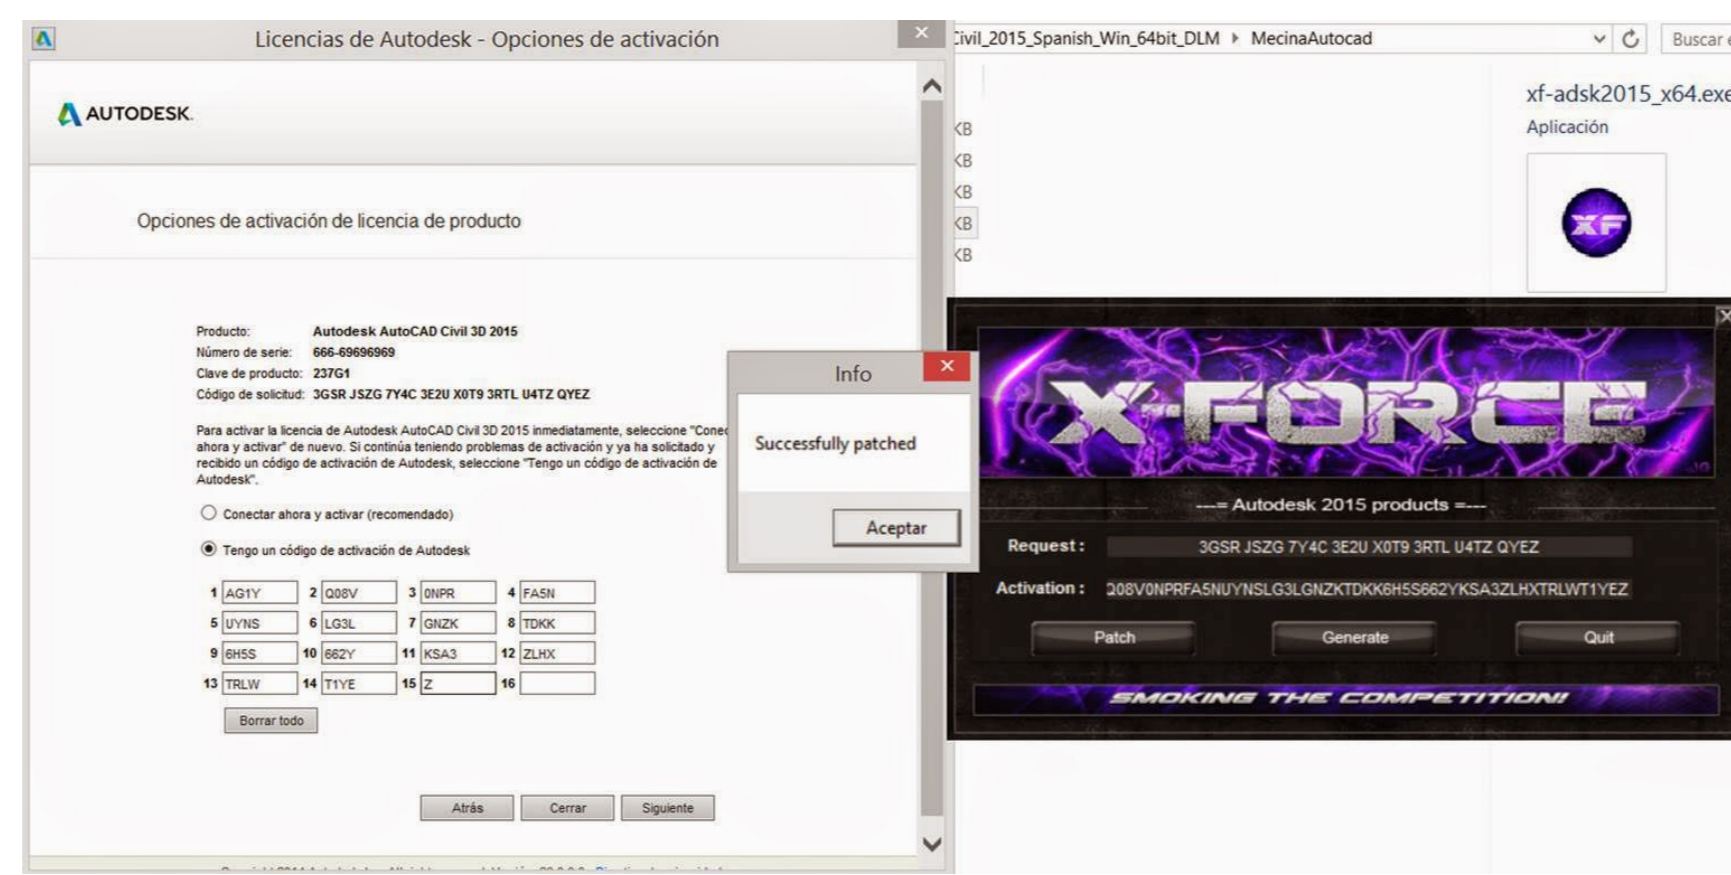 Licencias de Autodesk - Opciones de activación
AUTODESK.
Opciones de activación de licencia de producto
Producto: Autodesk AutoCAD Civil 3D 2015
Número de serie: 666-69696969
Clave de producto: 237G1
Código de solicitud: 3GSR JSZG 7Y4C 3E2U X0T9 3RTL U4TZ QYEZ
Para activar la licencia de Autodesk AutoCAD Civil 3D 2015 inmediatamente, seleccione "Conec
ahora y activar" de nuevo. Si continúa teniendo problemas de activación y ya ha solicitado y
recibido un código de activación de Autodesk, seleccione "Tengo un código de activación de
Autodesk".
Conectar ahora y activar (recomendado)
Tengo un código de activación de Autodesk
1 AG1Y 2 Q08V 3 0NPR 4 FA5N
5 UYNS 6 LG3L 7 GNZK 8 TDKK
9 6H5S 10 662Y 11 KSA3 12 ZLHX
13 TRLW 14 T1YE 15 Z 16
Borrar todo
Atrás Cerrar Siguiente
Info
Successfully patched
Aceptar
Civil_2015_Spanish_Win_64bit_DLM MecinaAutocad
Buscar e
KB
KB
KB
KB
KB
xf-adsk2015_x64.exe
Aplicación
XF
X-FORCE
---= Autodesk 2015 products =---
Request : 3GSR JSZG 7Y4C 3E2U X0T9 3RTL U4TZ QYEZ
Activation : Q08V0NPRFA5NUYNSLG3LGNZKTDKK6H5S662YKSA3ZLHXTRLWT1YEZ
Patch Generate Quit
SMOKING THE COMPETITION!